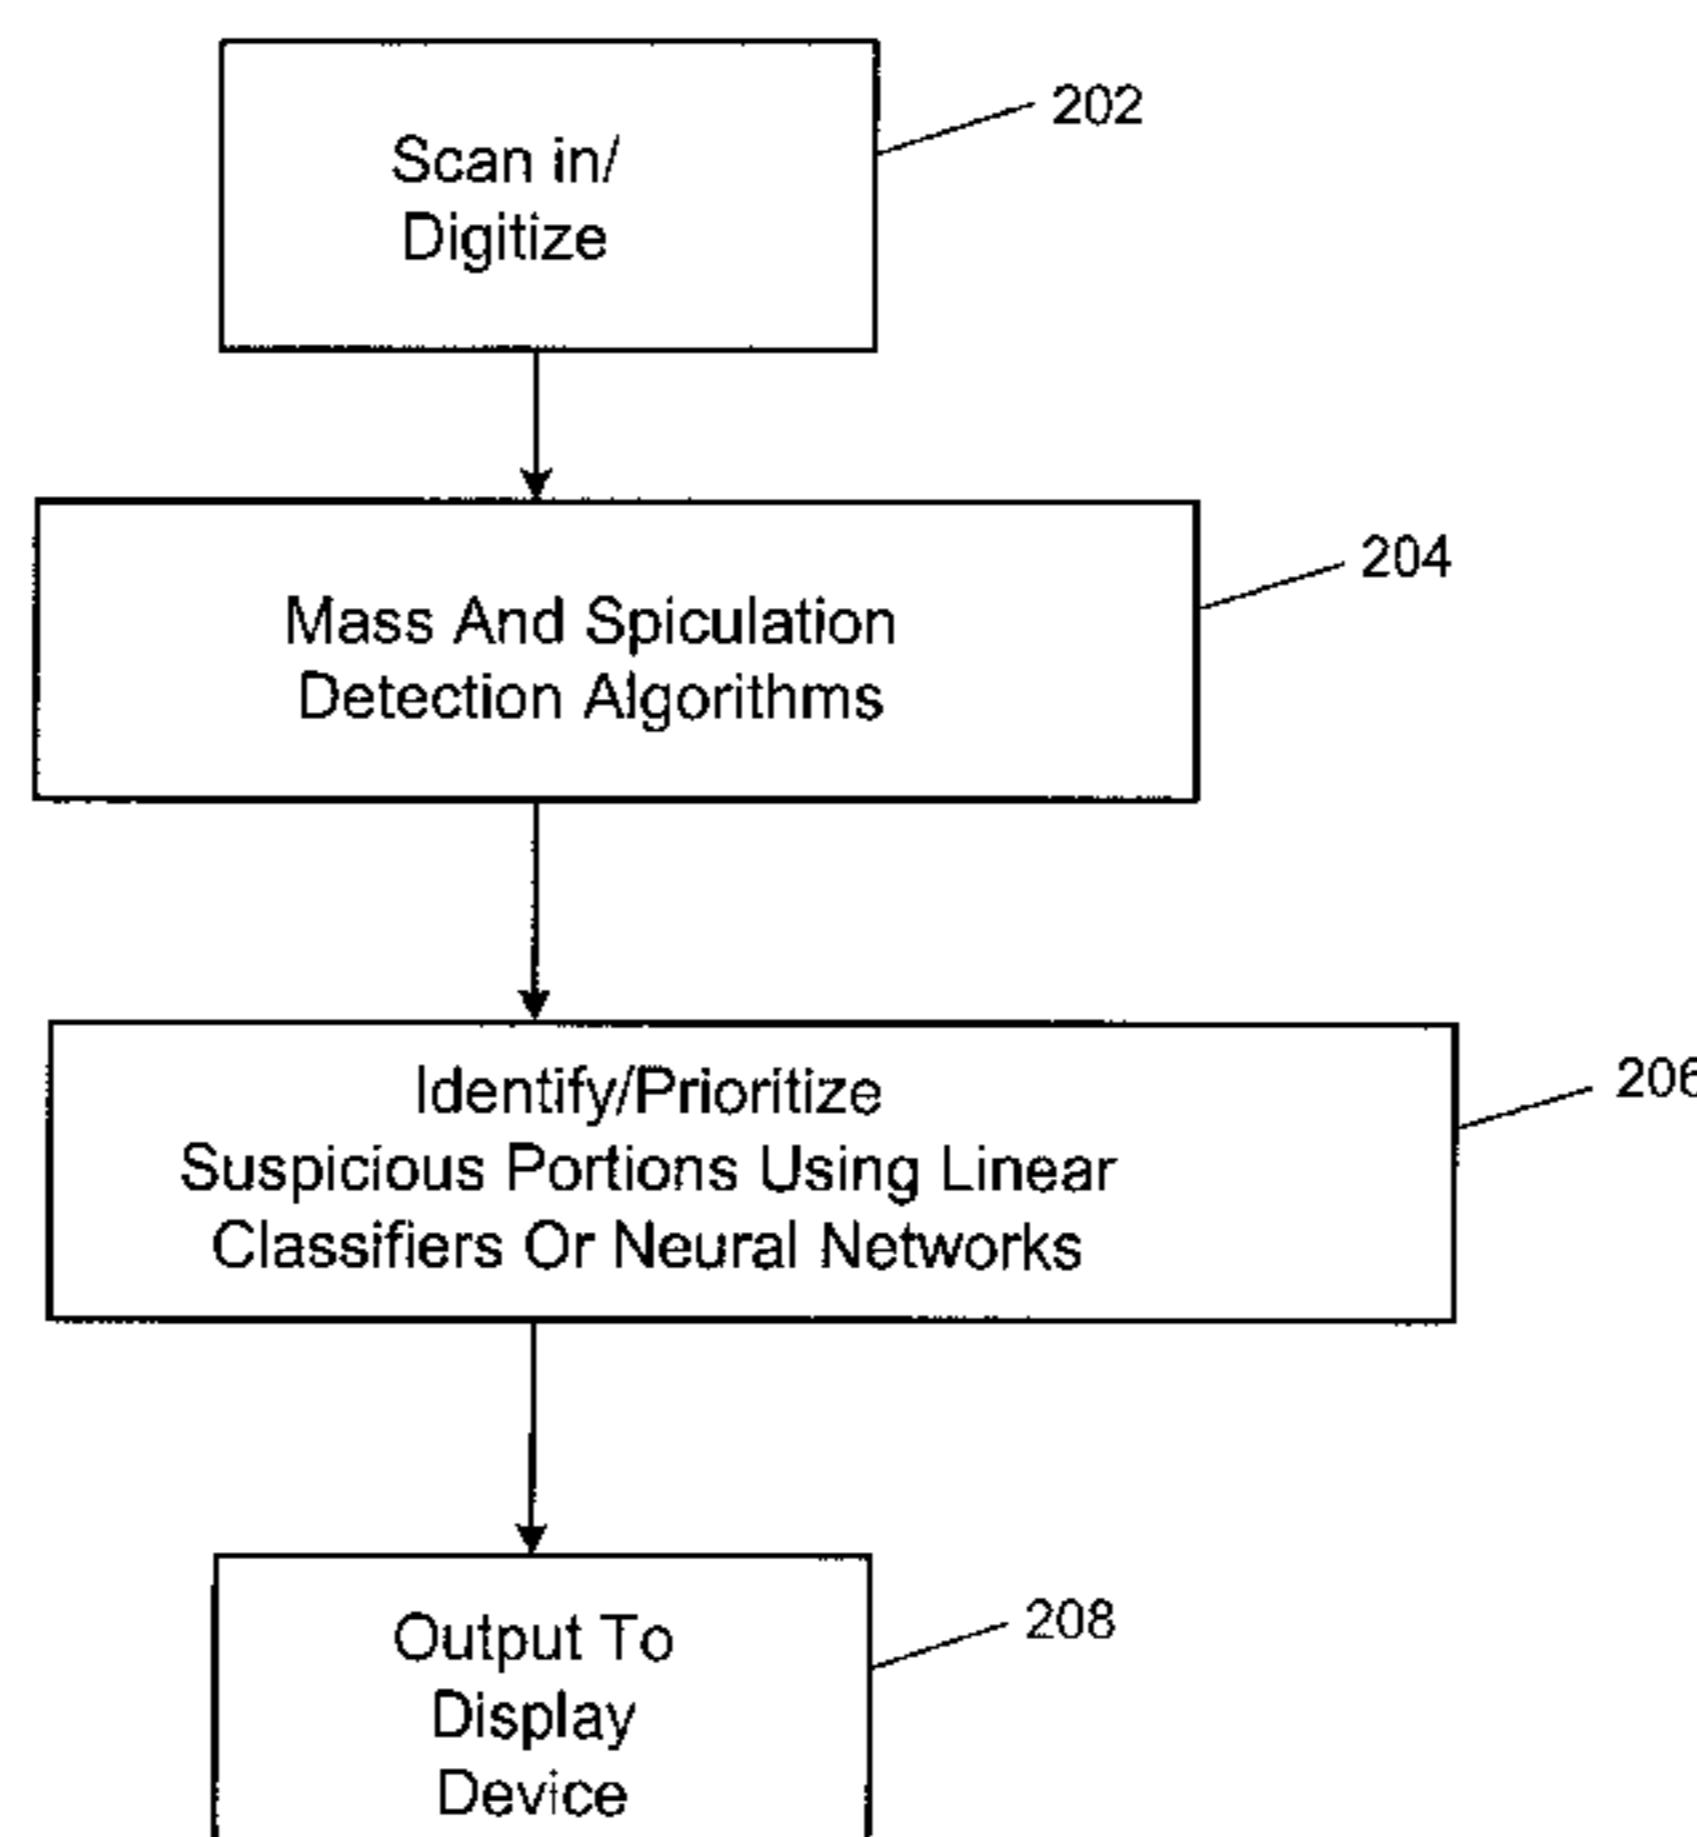 Scan in/
Digitize
202
Mass And Spiculation
Detection Algorithms
204
Identify/Prioritize
Suspicious Portions Using Linear
Classifiers Or Neural Networks
206
Output To
Display
Device
208